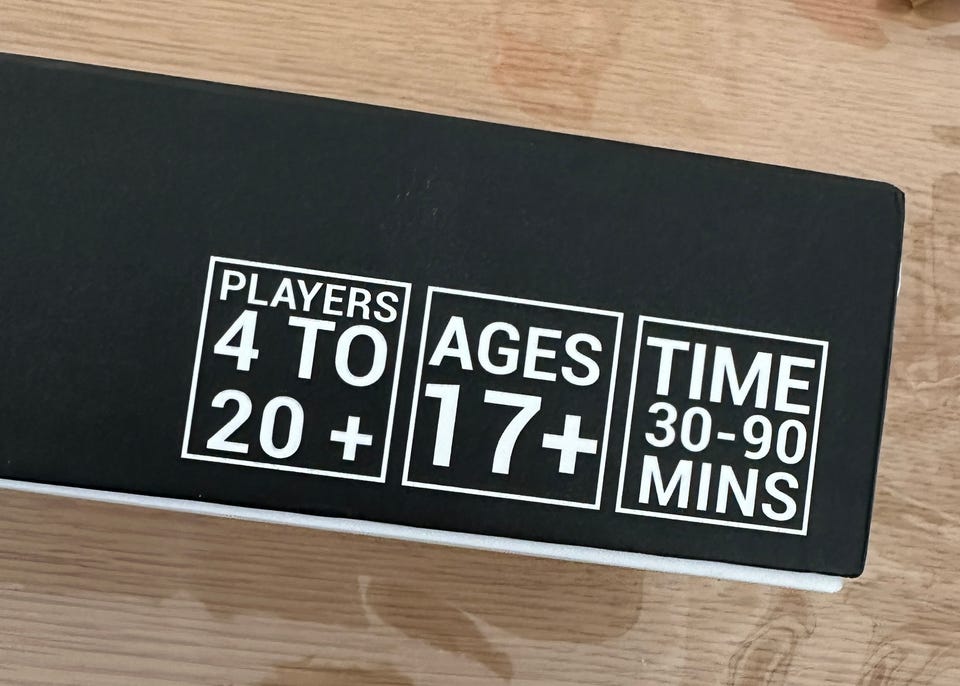 PLAYERS
4 TO
20 +
AGES
17+
TIME
30-90
MINS